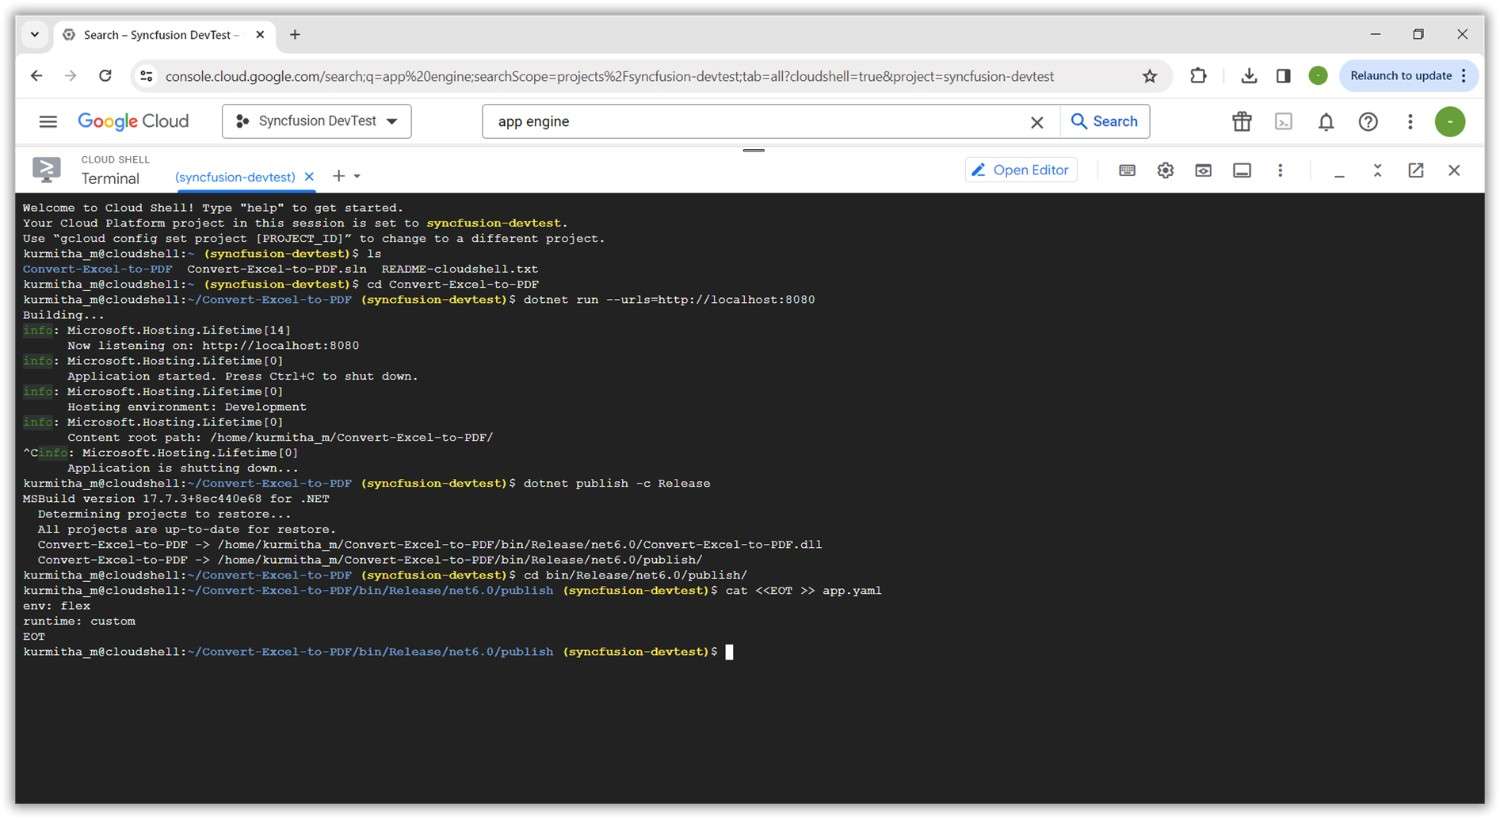 Search – Syncfusion DevTest –
console.cloud.google.com/search;q=app%20engine;searchScope=projects%2Fsyncfusion-devtest;tab=all?cloudshell=true&project=syncfusion-devtest
Relaunch to update
Google Cloud
Syncfusion DevTest
app engine
Search
CLOUD SHELL
Terminal
(syncfusion-devtest)
Open Editor
Welcome to Cloud Shell! Type "help" to get started.
Your Cloud Platform project in this session is set to syncfusion-devtest.
Use “gcloud config set project [PROJECT_ID]” to change to a different project.
kurmitha_m@cloudshell:~ (syncfusion-devtest)$ ls
Convert-Excel-to-PDF  Convert-Excel-to-PDF.sln  README-cloudshell.txt
kurmitha_m@cloudshell:~ (syncfusion-devtest)$ cd Convert-Excel-to-PDF
kurmitha_m@cloudshell:~/Convert-Excel-to-PDF (syncfusion-devtest)$ dotnet run --urls=http://localhost:8080
Building...
info: Microsoft.Hosting.Lifetime[14]
      Now listening on: http://localhost:8080
info: Microsoft.Hosting.Lifetime[0]
      Application started. Press Ctrl+C to shut down.
info: Microsoft.Hosting.Lifetime[0]
      Hosting environment: Development
info: Microsoft.Hosting.Lifetime[0]
      Content root path: /home/kurmitha_m/Convert-Excel-to-PDF/
^Cinfo: Microsoft.Hosting.Lifetime[0]
      Application is shutting down...
kurmitha_m@cloudshell:~/Convert-Excel-to-PDF (syncfusion-devtest)$ dotnet publish -c Release
MSBuild version 17.7.3+8ec440e68 for .NET
  Determining projects to restore...
  All projects are up-to-date for restore.
  Convert-Excel-to-PDF -> /home/kurmitha_m/Convert-Excel-to-PDF/bin/Release/net6.0/Convert-Excel-to-PDF.dll
  Convert-Excel-to-PDF -> /home/kurmitha_m/Convert-Excel-to-PDF/bin/Release/net6.0/publish/
kurmitha_m@cloudshell:~/Convert-Excel-to-PDF (syncfusion-devtest)$ cd bin/Release/net6.0/publish/
kurmitha_m@cloudshell:~/Convert-Excel-to-PDF/bin/Release/net6.0/publish (syncfusion-devtest)$ cat <<EOT >> app.yaml
env: flex
runtime: custom
EOT
kurmitha_m@cloudshell:~/Convert-Excel-to-PDF/bin/Release/net6.0/publish (syncfusion-devtest)$